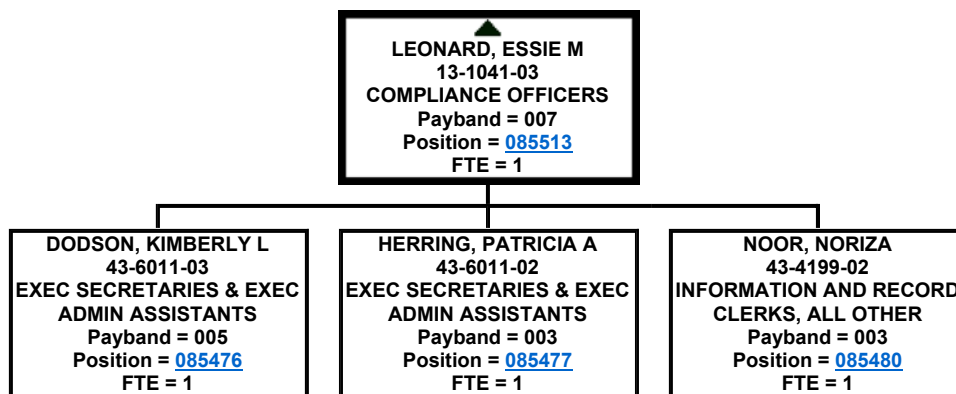 LEONARD, ESSIE M
13-1041-03
COMPLIANCE OFFICERS
Payband = 007
Position = 085513
FTE = 1
DODSON, KIMBERLY L
43-6011-03
EXEC SECRETARIES & EXEC
ADMIN ASSISTANTS
Payband = 005
Position = 085476
FTE = 1
HERRING, PATRICIA A
43-6011-02
EXEC SECRETARIES & EXEC
ADMIN ASSISTANTS
Payband = 003
Position = 085477
FTE = 1
NOOR, NORIZA
43-4199-02
INFORMATION AND RECORD
CLERKS, ALL OTHER
Payband = 003
Position = 085480
FTE = 1